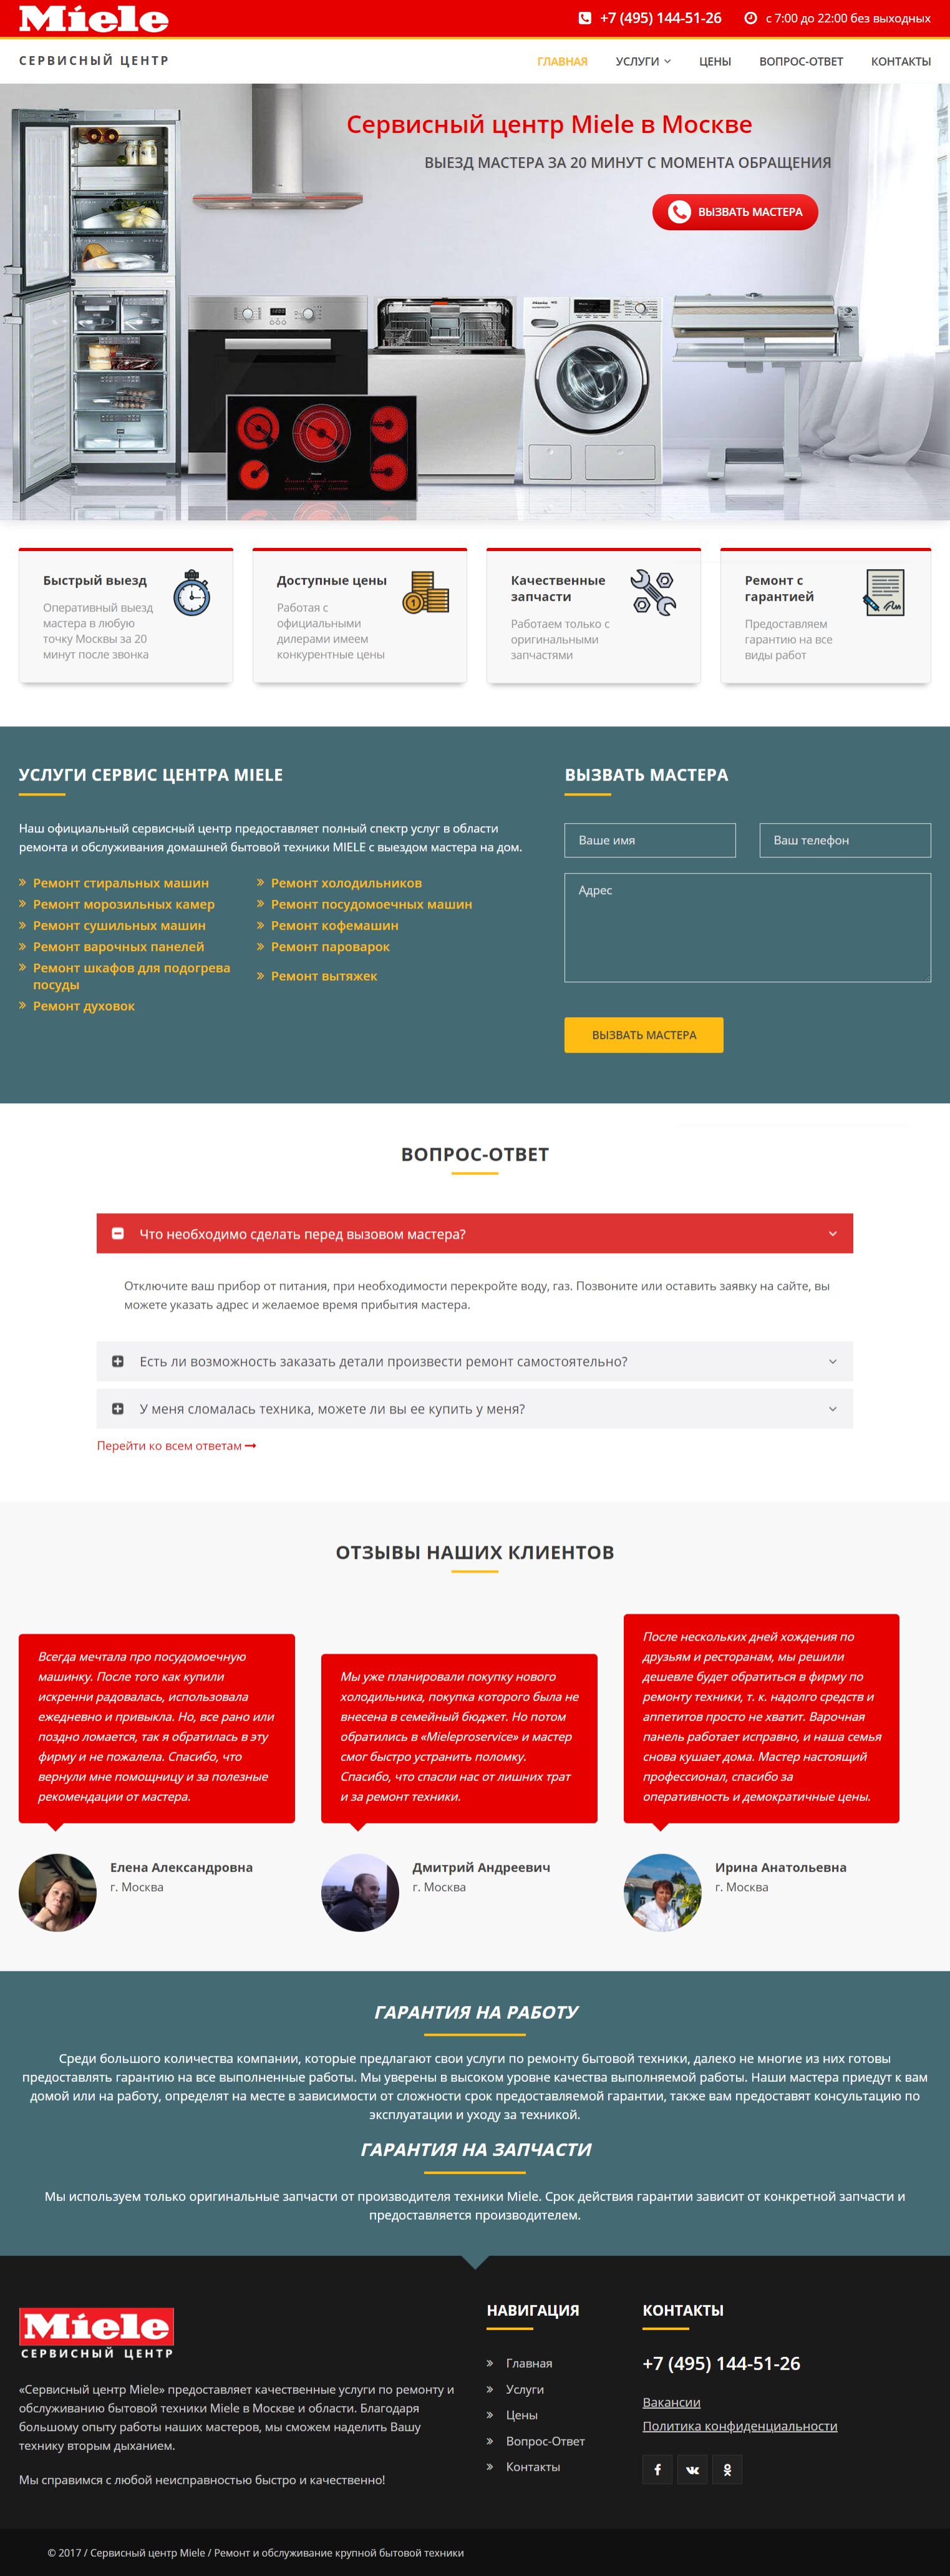 Miele
+7 (495) 144-51-26
с 7:00 до 22:00 без выходных
СЕРВИСНЫЙ ЦЕНТР
ГЛАВНАЯ
УСЛУГИ
ЦЕНЫ
ВОПРОС-ОТВЕТ
КОНТАКТЫ
Сервисный центр Miele в Москве
ВЫЕЗД МАСТЕРА ЗА 20 МИНУТ С МОМЕНТА ОБРАЩЕНИЯ
ВЫЗВАТЬ МАСТЕРА
Быстрый выезд
Оперативный выезд
мастера в любую
точку Москвы за 20
минут после звонка
Доступные цены
Работая с
официальными
дилерами имеем
конкурентные цены
Качественные
запчасти
Работаем только с
оригинальными
запчастями
Ремонт с
гарантией
Предоставляем
гарантию на все
виды работ
УСЛУГИ СЕРВИС ЦЕНТРА MIELE
Наш официальный сервисный центр предоставляет полный спектр услуг в области
ремонта и обслуживания домашней бытовой техники MIELE с выездом мастера на дом.
Ремонт стиральных машин
Ремонт холодильников
Ремонт морозильных камер
Ремонт посудомоечных машин
Ремонт сушильных машин
Ремонт кофемашин
Ремонт варочных панелей
Ремонт пароварок
Ремонт шкафов для подогрева
посуды
Ремонт вытяжек
Ремонт духовок
ВЫЗВАТЬ МАСТЕРА
Ваше имя
Ваш телефон
Адрес
ВЫЗВАТЬ МАСТЕРА
ВОПРОС-ОТВЕТ
Что необходимо сделать перед вызовом мастера?
Отключите ваш прибор от питания, при необходимости перекройте воду, газ. Позвоните или оставить заявку на сайте, вы
можете указать адрес и желаемое время прибытия мастера.
Есть ли возможность заказать детали произвести ремонт самостоятельно?
У меня сломалась техника, можете ли вы ее купить у меня?
Перейти ко всем ответам
ОТЗЫВЫ НАШИХ КЛИЕНТОВ
Всегда мечтала про посудомоечную
машинку. После того как купили
искренни радовалась, использовала
ежедневно и привыкла. Но, все рано или
поздно ломается, так я обратилась в эту
фирму и не пожалела. Спасибо, что
вернули мне помощницу и за полезные
рекомендации от мастера.
Елена Александровна
г. Москва
Мы уже планировали покупку нового
холодильника, покупка которого была не
внесена в семейный бюджет. Но потом
обратились в «Mieleproservice» и мастер
смог быстро устранить поломку.
Спасибо, что спасли нас от лишних трат
и за ремонт техники.
Дмитрий Андреевич
г. Москва
После нескольких дней хождения по
друзьям и ресторанам, мы решили
дешевле будет обратиться в фирму по
ремонту техники, т. к. надолго средств и
аппетитов просто не хватит. Варочная
панель работает исправно, и наша семья
снова кушает дома. Мастер настоящий
профессионал, спасибо за
оперативность и демократичные цены.
Ирина Анатольевна
г. Москва
ГАРАНТИЯ НА РАБОТУ
Среди большого количества компании, которые предлагают свои услуги по ремонту бытовой техники, далеко не многие из них готовы
предоставлять гарантию на все выполненные работы. Мы уверены в высоком уровне качества выполняемой работы. Наши мастера приедут к вам
домой или на работу, определят на месте в зависимости от сложности срок предоставляемой гарантии, также вам предоставят консультацию по
эксплуатации и уходу за техникой.
ГАРАНТИЯ НА ЗАПЧАСТИ
Мы используем только оригинальные запчасти от производителя техники Miele. Срок действия гарантии зависит от конкретной запчасти и
предоставляется производителем.
Miele
СЕРВИСНЫЙ ЦЕНТР
«Сервисный центр Miele» предоставляет качественные услуги по ремонту и
обслуживанию бытовой техники Miele в Москве и области. Благодаря
большому опыту работы наших мастеров, мы сможем наделить Вашу
технику вторым дыханием.
Мы справимся с любой неисправностью быстро и качественно!
НАВИГАЦИЯ
Главная
Услуги
Цены
Вопрос-Ответ
Контакты
КОНТАКТЫ
+7 (495) 144-51-26
Вакансии
Политика конфиденциальности
© 2017 / Сервисный центр Miele / Ремонт и обслуживание крупной бытовой техники